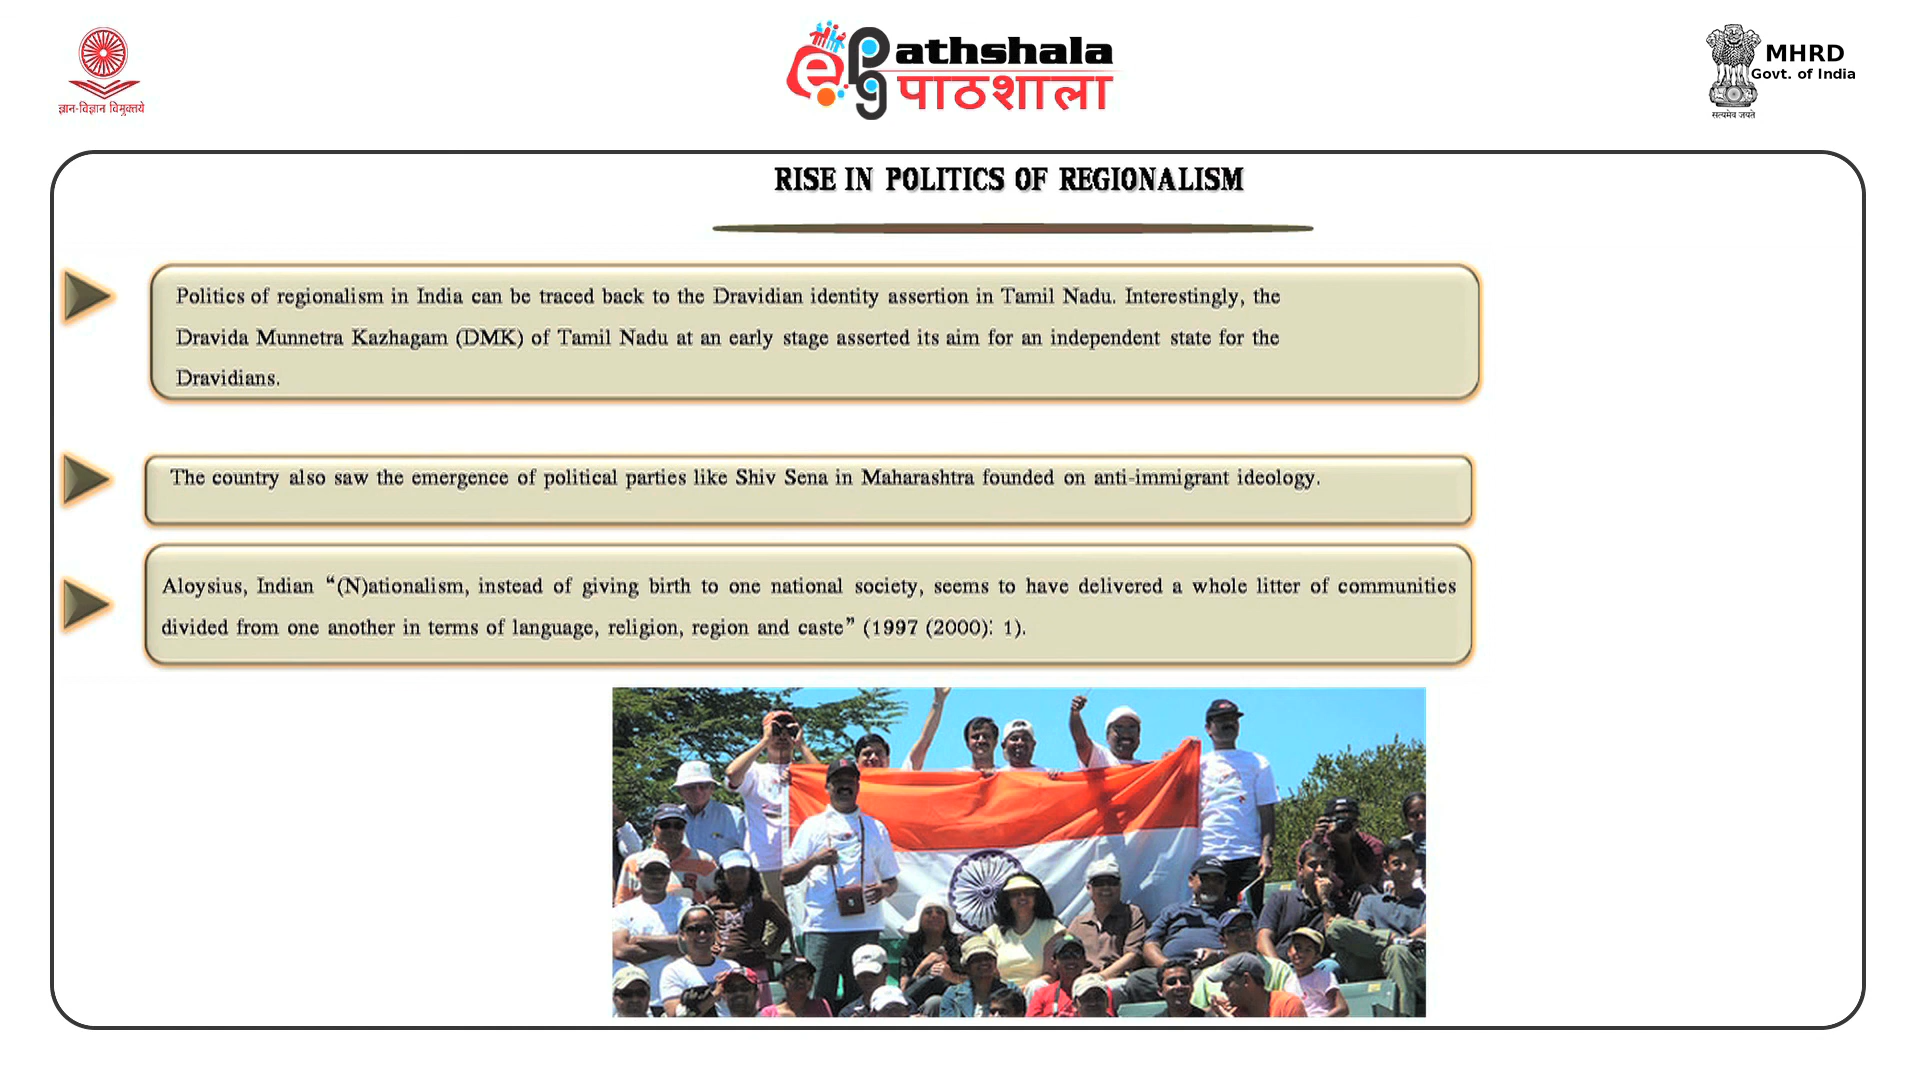 ज्ञान-विज्ञान विमुक्तये
e
PG
athshala
पाठशाला
MHRD
Govt. of India
सत्यमेव जयते
RISE IN POLITICS OF REGIONALISM
Politics of regionalism in India can be traced back to the Dravidian identity assertion in Tamil Nadu. Interestingly, the
Dravida Munnetra Kazhagam (DMK) of Tamil Nadu at an early stage asserted its aim for an independent state for the
Dravidians.
The country also saw the emergence of political parties like Shiv Sena in Maharashtra founded on anti-immigrant ideology.
Aloysius, Indian “(N)ationalism, instead of giving birth to one national society, seems to have delivered a whole litter of communities
divided from one another in terms of language, religion, region and caste” (1997 (2000): 1).